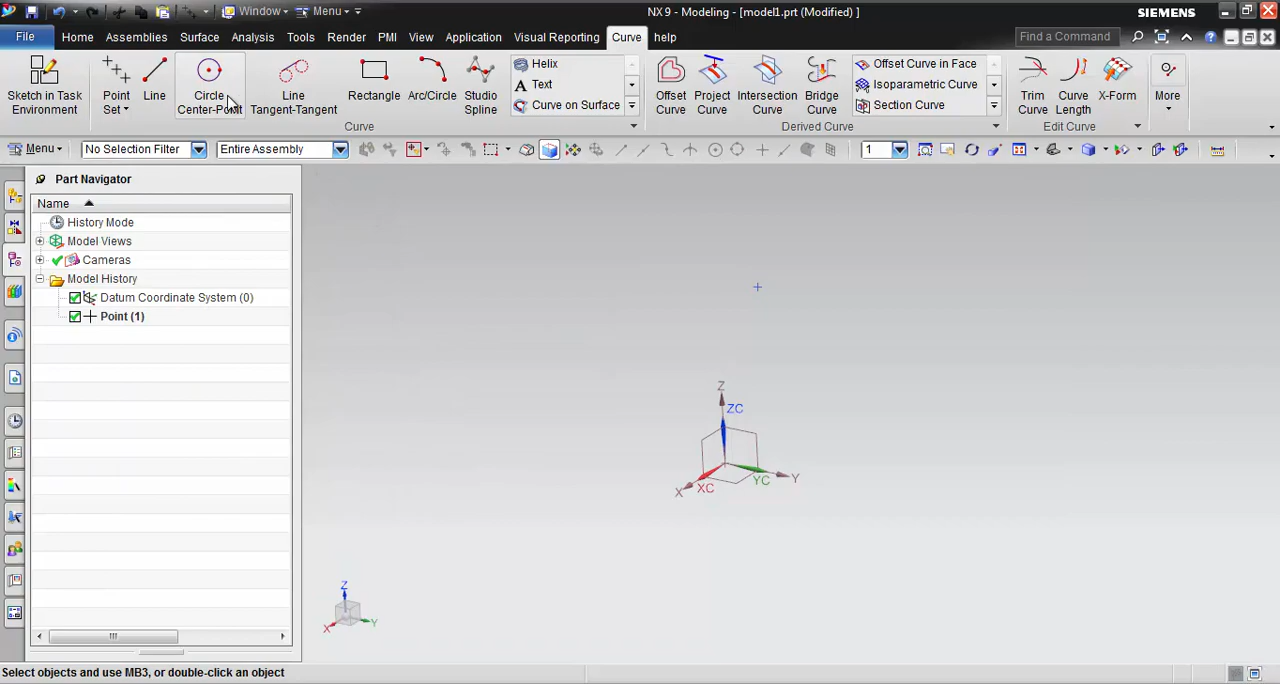 Window Menu NX 9 - Modeling - [model1.prt (Modified) ] SIEMENS
File Home Assemblies Surface Analysis Tools Render PMI View Application Visual Reporting Curve help Find a Command
Sketch in Task Environment
Point Set
Line
Circle Center-Point
Line Tangent-Tangent
Rectangle
Arc/Circle
Studio Spline
Helix
Text
Curve on Surface
Curve
Offset Curve
Project Curve
Intersection Curve
Bridge Curve
Offset Curve in Face
Isoparametric Curve
Section Curve
Derived Curve
Trim Curve
Curve Length
X-Form
Edit Curve
More
Menu No Selection Filter Entire Assembly 1
Part Navigator
Name
History Mode
Model Views
Cameras
Model History
Datum Coordinate System (0)
Point (1)
Z
ZC
X XC YC Y
Z
X Y
Select objects and use MB3, or double-click an object